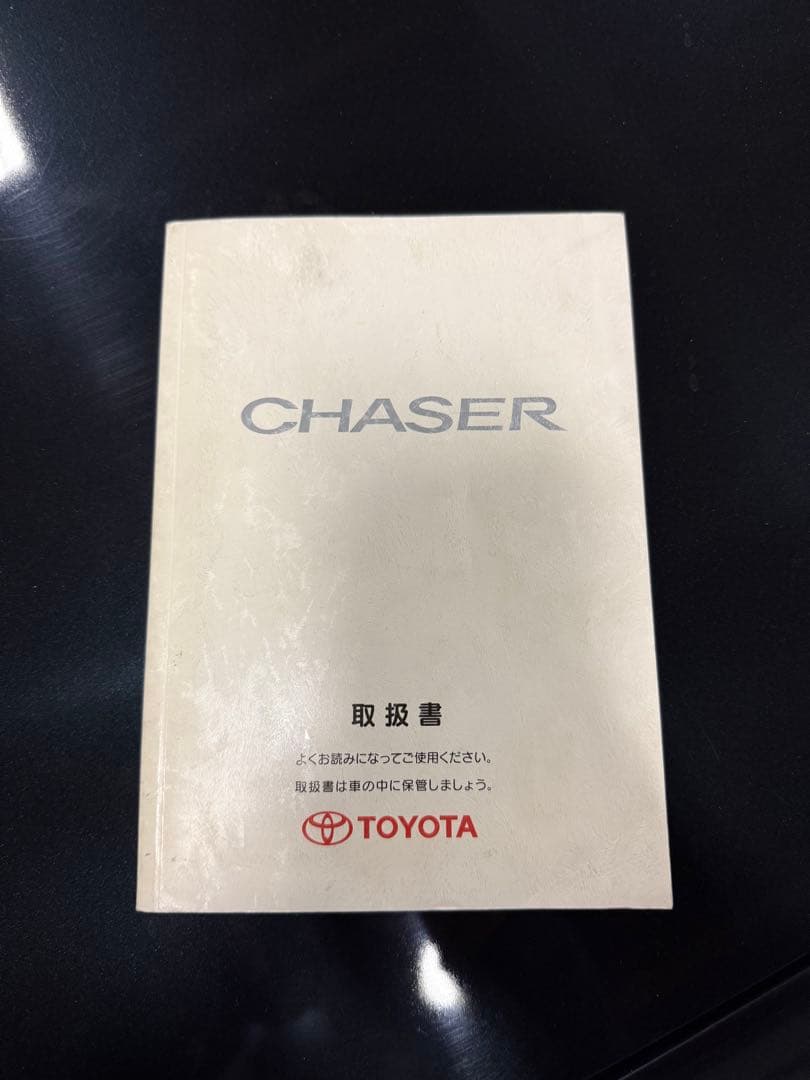 CHASER
取扱書
よくお読みになってご使用ください。
取扱書は車の中に保管しましょう。
TOYOTA